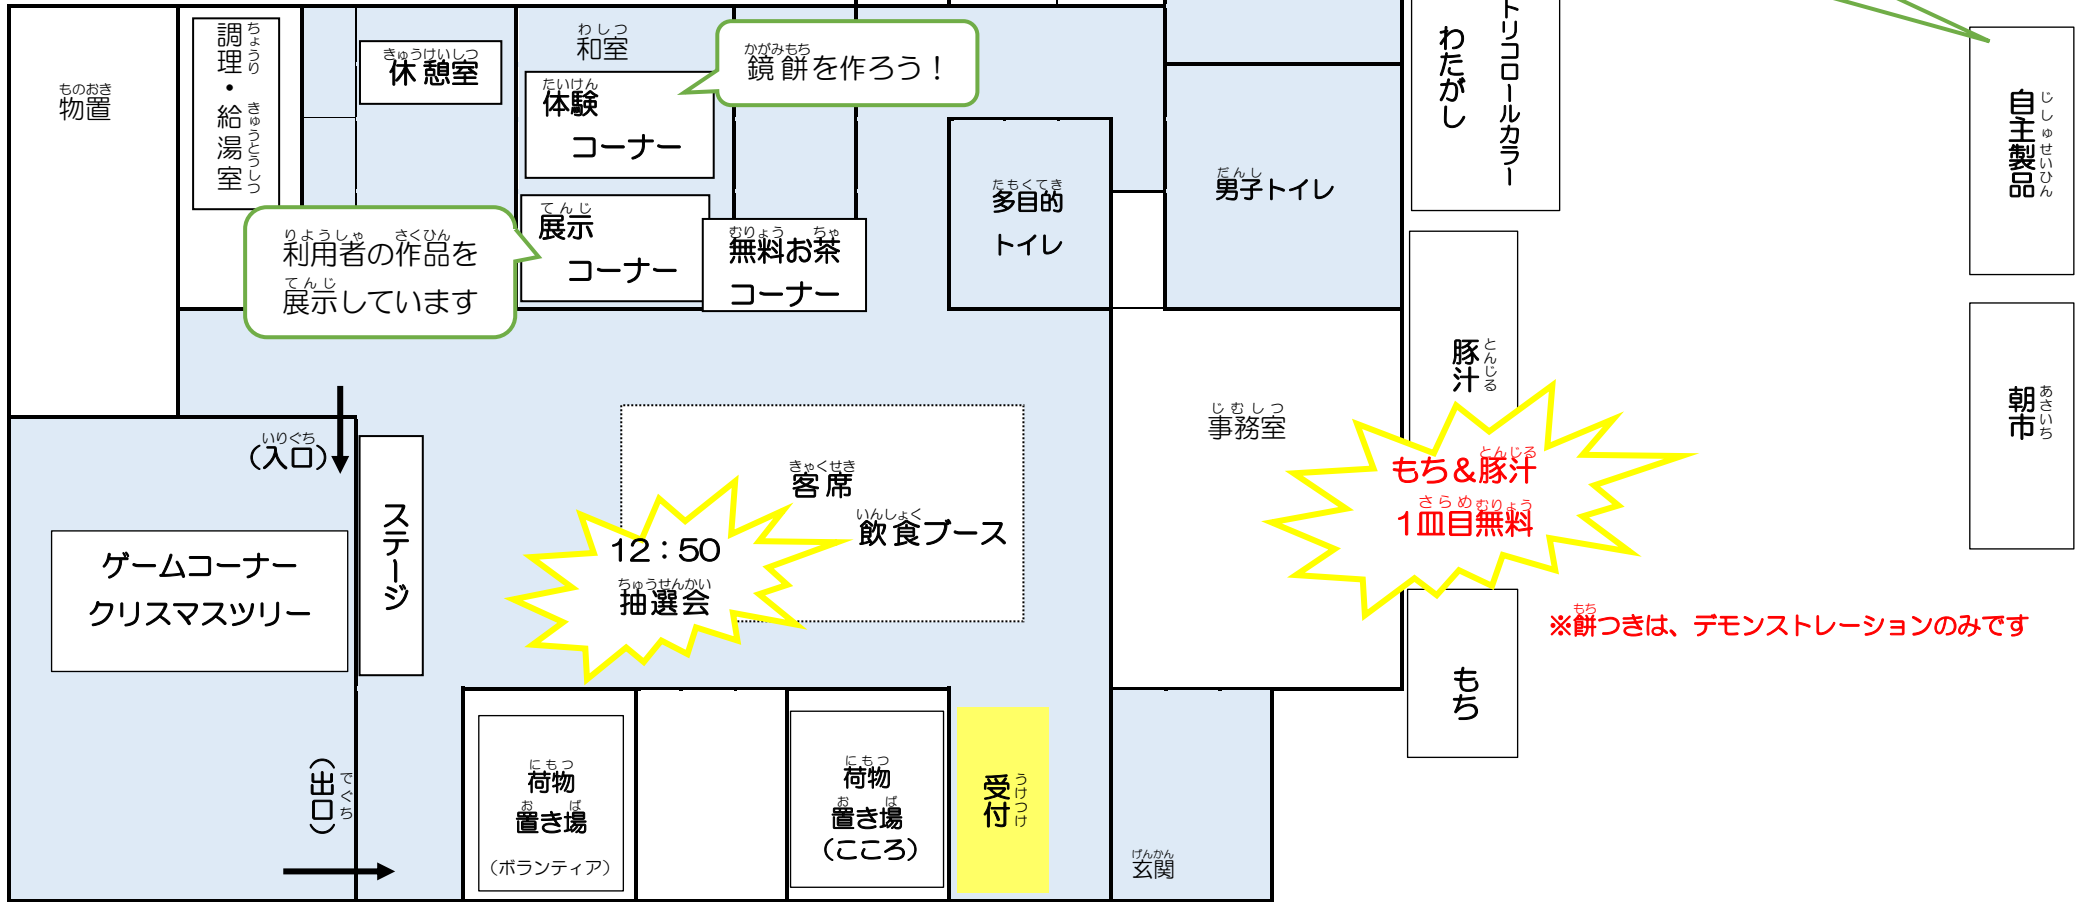 物置
ものおき
調理・給湯室
ちょうり きゅうとうしつ
休憩室
きゅうけいしつ
和室
わしつ
体験
たいけん
コーナー
鏡餅を作ろう！
かがみもち
展示
てんじ
コーナー
利用者の作品を
りようしゃ さくひん
展示しています
てんじ
無料お茶
むりょう ちゃ
コーナー
多目的
たもくてき
トイレ
男子トイレ
だんし
トリコロールカラー
わたがし
自主製品
じしゅせいひん
豚汁
とんじる
朝市
あさいち
事務室
じむしつ
もち＆豚汁
とんじる
1皿目無料
さらめむりょう
※餅つきは、デモンストレーションのみです
もち
もち
(入口)
いりぐち
ステージ
客席
きゃくせき
飲食ブース
いんしょく
12：50
抽選会
ちゅうせんかい
ゲームコーナー
クリスマスツリー
(出口)
でぐち
荷物
にもつ
置き場
お ば
（ボランティア）
荷物
にもつ
置き場
お ば
(こころ)
受付
うけつけ
玄関
げんかん